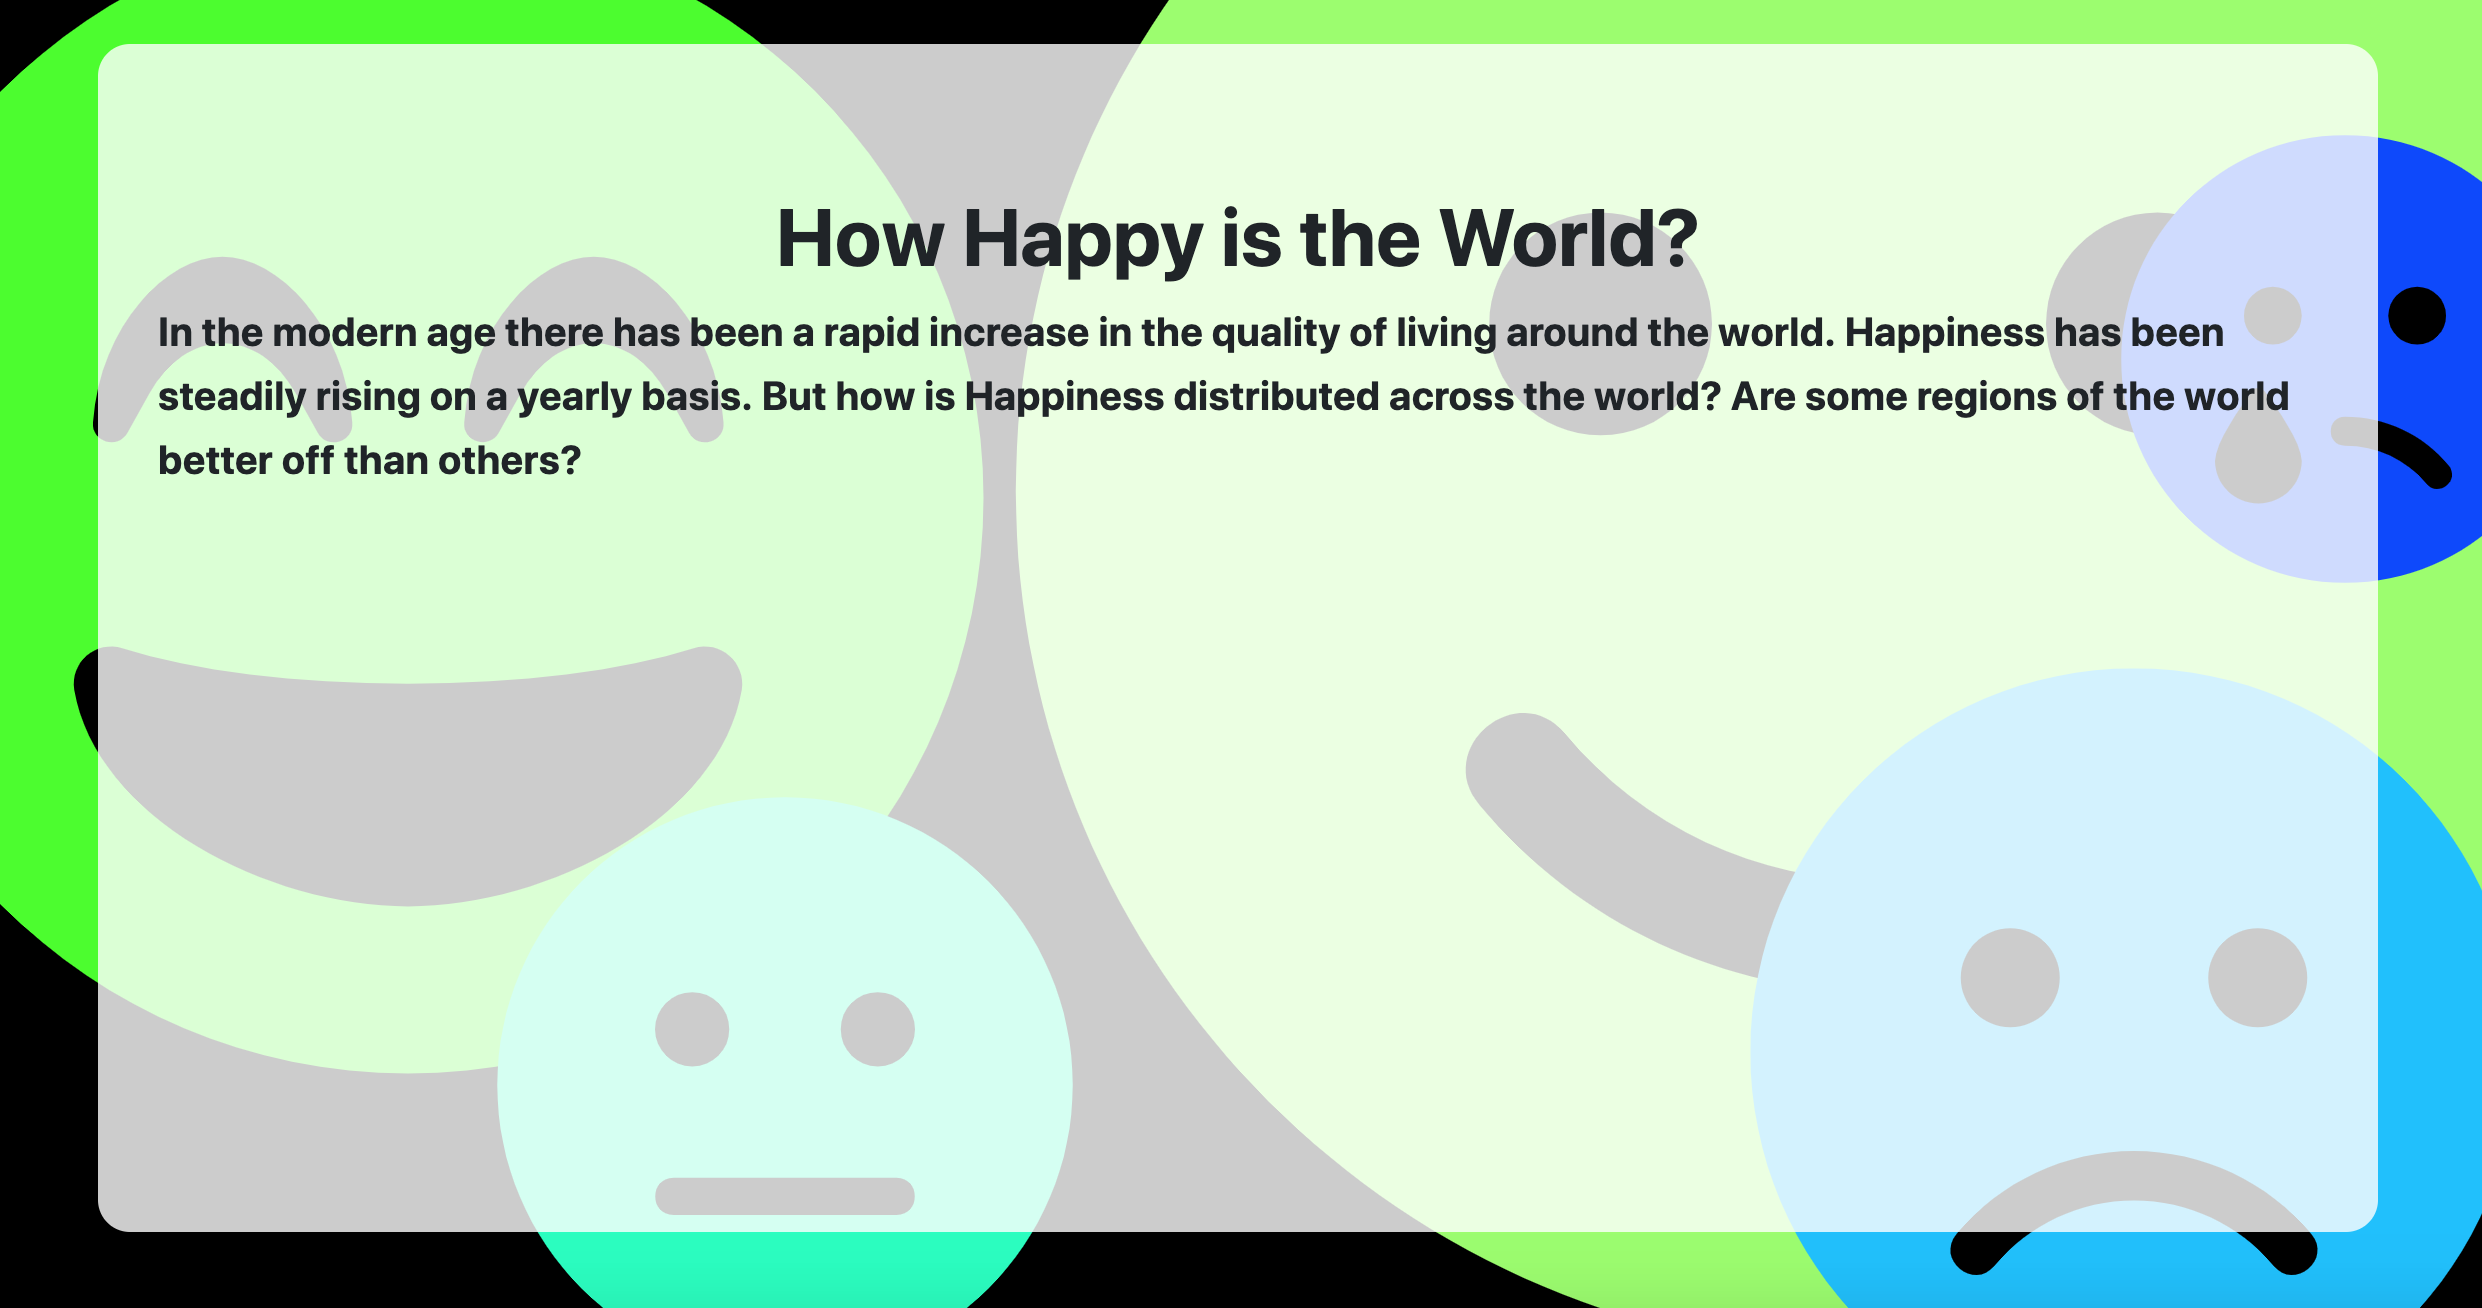 How Happy is the World?
In the modern age there has been a rapid increase in the quality of living around the world. Happiness has been
steadily rising on a yearly basis. But how is Happiness distributed across the world? Are some regions of the world
better off than others?